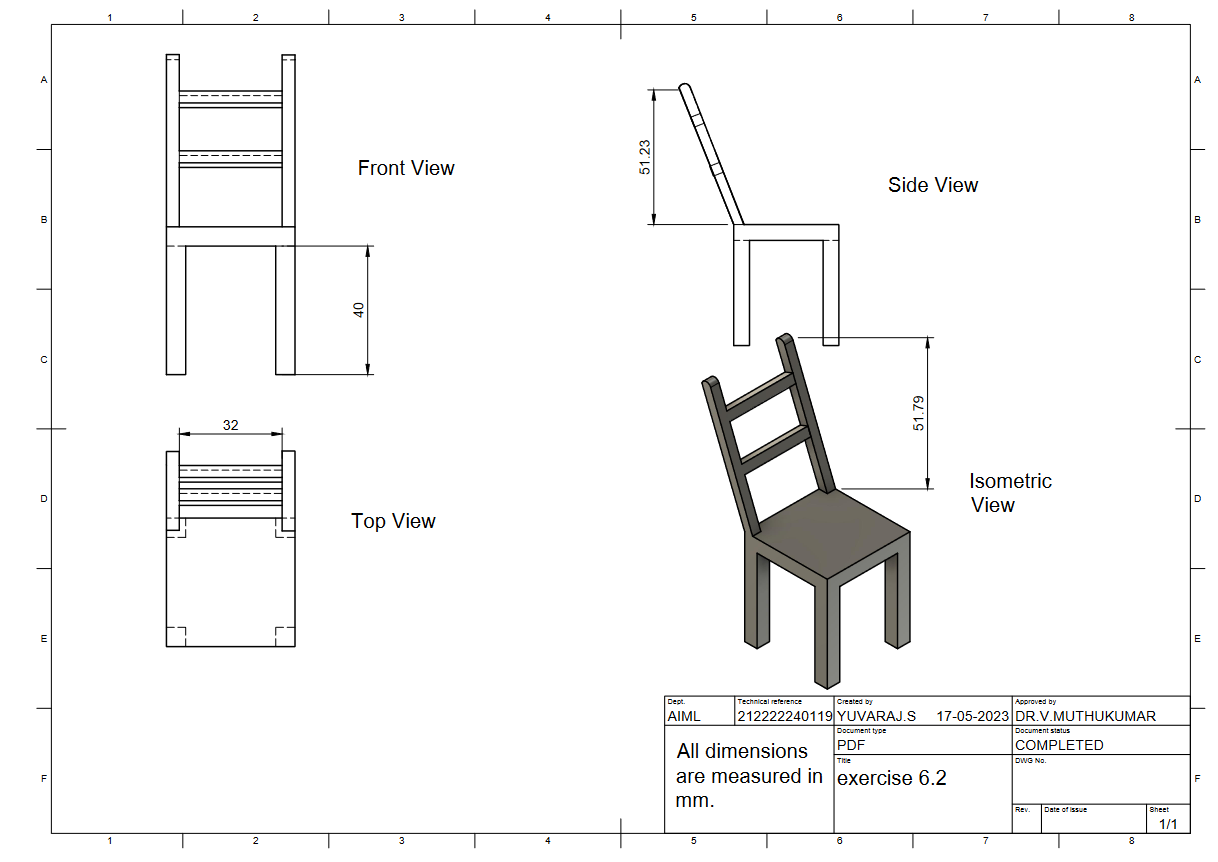 1 2 3 4 5 6 7 8
A A
51.23
Front View
Side View
B B
40
C C
51.79
32
Isometric
View
D D
Top View
E E
Dept. Technical reference Created by Approved by
AIML 212222240119 YUVARAJ.S 17-05-2023 DR.V.MUTHUKUMAR
Document type Document status
PDF COMPLETED
All dimensions
are measured in
mm.
Title DWG No.
exercise 6.2
F F
Rev. Date of issue Sheet
1/1
1 2 3 4 5 6 7 8